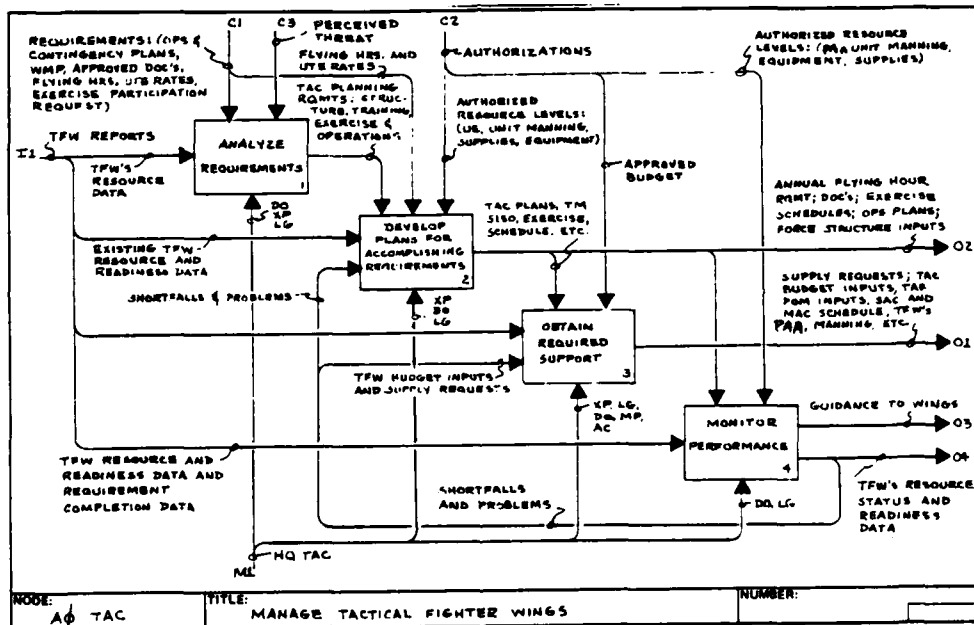 C1
C3
C2
PERCEIVED
THREAT
REQUIREMENTS: (OPS &
CONTINGENCY PLANS,
WMP, APPROVED DOC'S,
FLYING HRS, UTE RATES,
EXERCISE PARTICIPATION
REQUEST)
FLYING HRS. AND
UTE RATES
TAC PLANNING
RQMTS: STRUC-
TURE, TRAINING,
EXERCISE &
OPERATIONS
AUTHORIZATIONS
AUTHORIZED
RESOURCE LEVELS:
(UE, UNIT MANNING,
SUPPLIES, EQUIPMENT)
AUTHORIZED RESOURCE
LEVELS: (PAA UNIT MANNING,
EQUIPMENT, SUPPLIES)
APPROVED
BUDGET
I1
TFW REPORTS
TFW'S
RESOURCE
DATA
ANALYZE
REQUIREMENTS
1
DO
XP
LG
EXISTING TFW
RESOURCE AND
READINESS DATA
DEVELOP
PLANS FOR
ACCOMPLISHING
REQUIREMENTS
2
TAC PLANS, TM
SISO, EXERCISE,
SCHEDULE, ETC.
ANNUAL FLYING HOUR
RQMT; DOC'S; EXERCISE
SCHEDULES; OPS PLANS;
FORCE STRUCTURE INPUTS
O2
SHORTFALLS & PROBLEMS
XP
DO
LG
OBTAIN
REQUIRED
SUPPORT
3
SUPPLY REQUESTS; TAC
BUDGET INPUTS, TAF
POM INPUTS, SAC AND
MAC SCHEDULE, TFW'S
PAA, MANNING, ETC.
O1
TFW BUDGET INPUTS
AND SUPPLY REQUESTS
XP, LG,
DO, MP,
AC
MONITOR
PERFORMANCE
4
GUIDANCE TO WINGS
O3
O4
TFW RESOURCE AND
READINESS DATA AND
REQUIREMENT
COMPLETION DATA
SHORTFALLS
AND PROBLEMS
DO, LG
TFW'S RESOURCE
STATUS AND
READINESS
DATA
HQ TAC
M1
NODE:
AØ TAC
TITLE:
MANAGE TACTICAL FIGHTER WINGS
NUMBER: